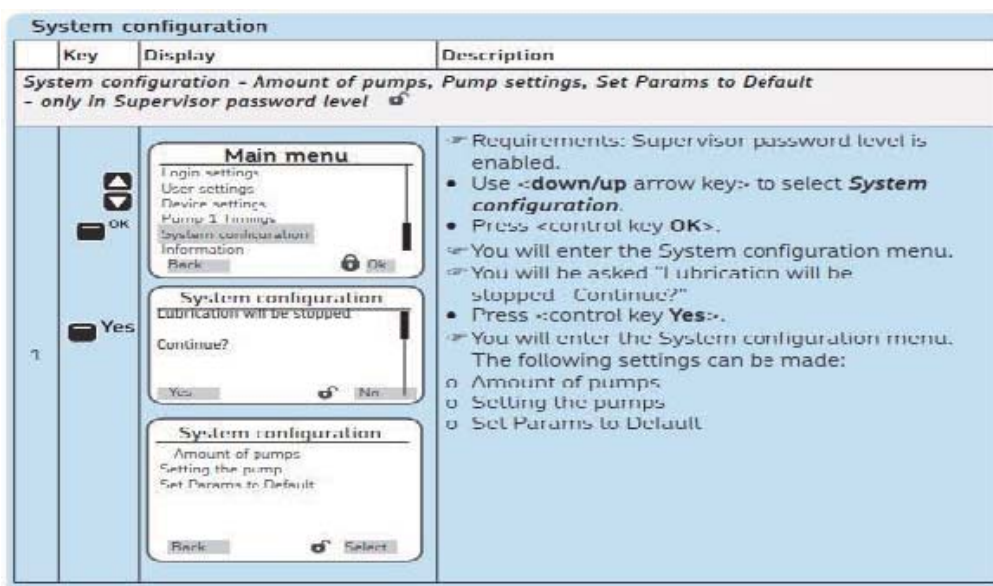 System configuration
Key Display Description
System configuration - Amount of pumps, Pump settings, Set Params to Default
- only in Supervisor password level
1
OK
Main menu
Login settings
User settings
Device settings
Pump 1 Timings
System configuration
Information
Back Ok
Yes
System configuration
Lubrication will be stopped
Continue?
Yes No
System configuration
Amount of pumps
Setting the pump
Set Params to Default
Back Select
☞ Requirements: Supervisor password level is
enabled.
• Use <down/up arrow key> to select System
configuration.
• Press <control key OK>.
☞ You will enter the System configuration menu.
☞ You will be asked "Lubrication will be
stopped - Continue?"
• Press <control key Yes>.
☞ You will enter the System configuration menu.
The following settings can be made:
o Amount of pumps
o Setting the pumps
o Set Params to Default